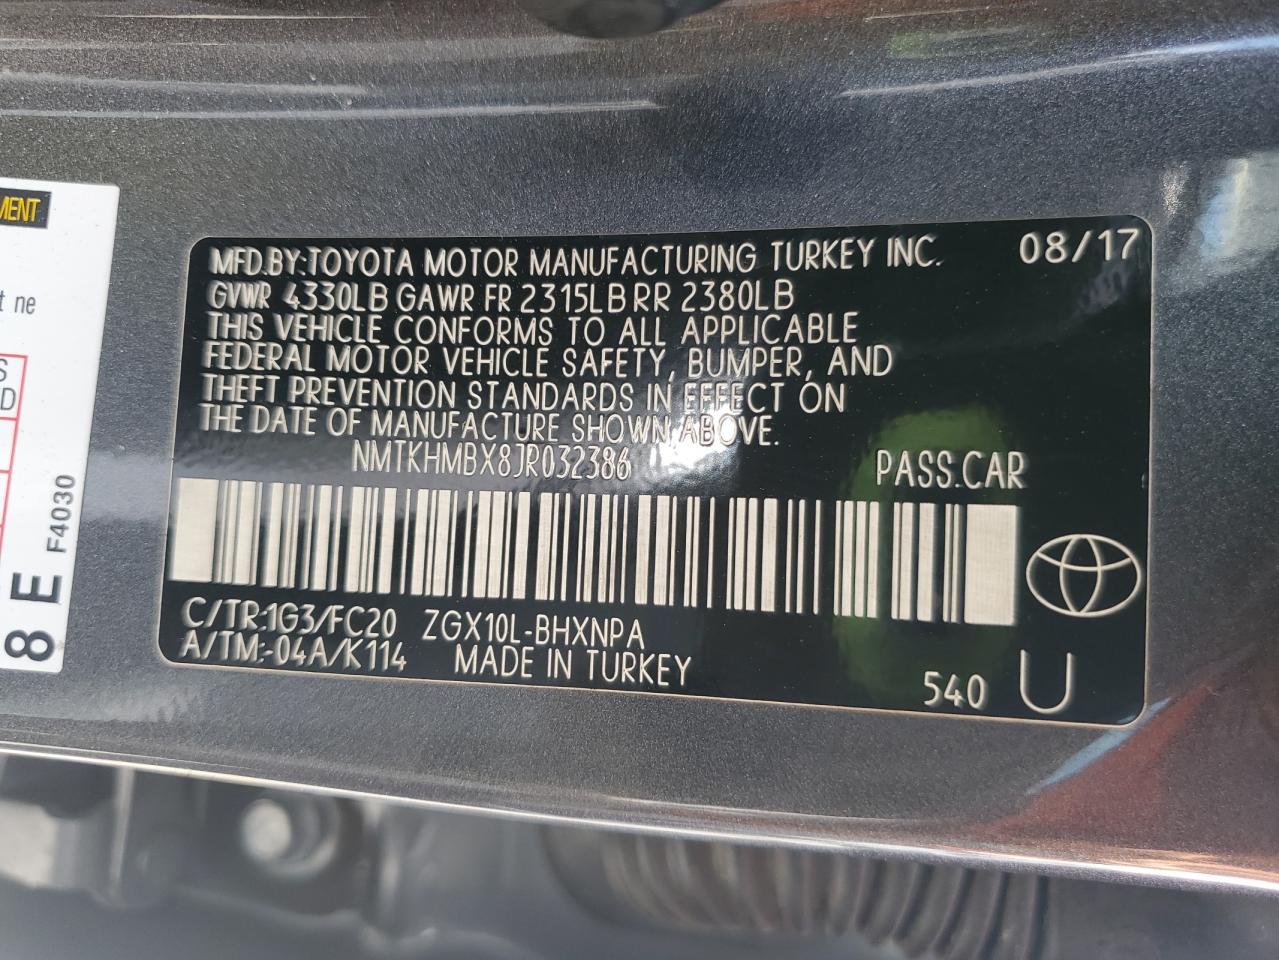 MENT
t ne
S
D
8 E F4030
MFD.BY:TOYOTA MOTOR MANUFACTURING TURKEY INC. 08/17
GVWR 4330LB GAWR FR 2315LB RR 2380LB
THIS VEHICLE CONFORMS TO ALL APPLICABLE
FEDERAL MOTOR VEHICLE SAFETY, BUMPER, AND
THEFT PREVENTION STANDARDS IN EFFECT ON
THE DATE OF MANUFACTURE SHOWN ABOVE.
NMTKHMBX8JR032386 PASS.CAR
C/TR:1G3/FC20 ZGX10L-BHXNPA
A/TM:-04A/K114 MADE IN TURKEY
540 U